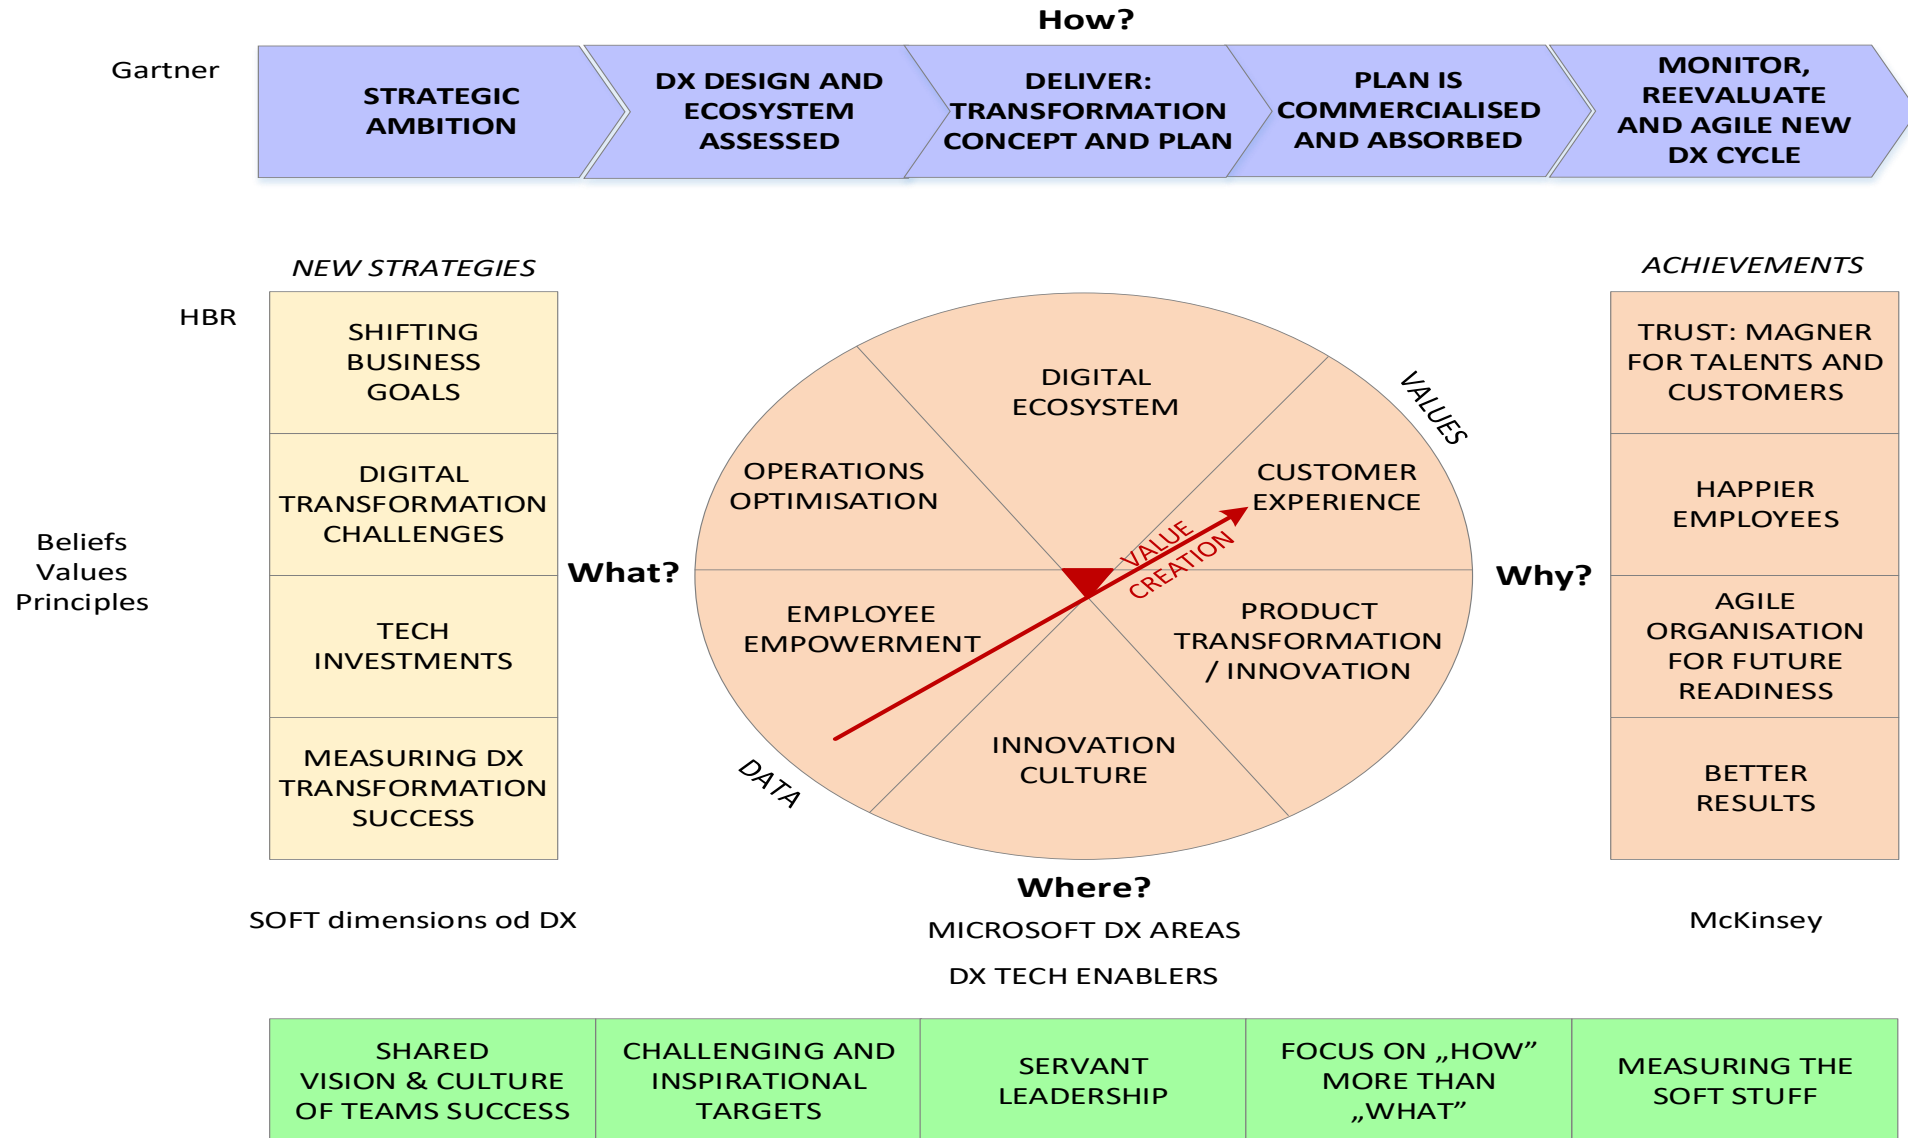 How?
Gartner
STRATEGIC
AMBITION
DX DESIGN AND
ECOSYSTEM
ASSESSED
DELIVER:
TRANSFORMATION
CONCEPT AND PLAN
PLAN IS
COMMERCIALISED
AND ABSORBED
MONITOR,
REEVALUATE
AND AGILE NEW
DX CYCLE
NEW STRATEGIES
HBR
SHIFTING
BUSINESS
GOALS
DIGITAL
TRANSFORMATION
CHALLENGES
TECH
INVESTMENTS
MEASURING DX
TRANSFORMATION
SUCCESS
Beliefs
Values
Principles
What?
DIGITAL
ECOSYSTEM
OPERATIONS
OPTIMISATION
CUSTOMER
EXPERIENCE
EMPLOYEE
EMPOWERMENT
PRODUCT
TRANSFORMATION
/ INNOVATION
INNOVATION
CULTURE
VALUE
CREATION
VALUES
DATA
Why?
ACHIEVEMENTS
TRUST: MAGNER
FOR TALENTS AND
CUSTOMERS
HAPPIER
EMPLOYEES
AGILE
ORGANISATION
FOR FUTURE
READINESS
BETTER
RESULTS
Where?
SOFT dimensions od DX
MICROSOFT DX AREAS
McKinsey
DX TECH ENABLERS
SHARED
VISION & CULTURE
OF TEAMS SUCCESS
CHALLENGING AND
INSPIRATIONAL
TARGETS
SERVANT
LEADERSHIP
FOCUS ON „HOW”
MORE THAN
„WHAT”
MEASURING THE
SOFT STUFF